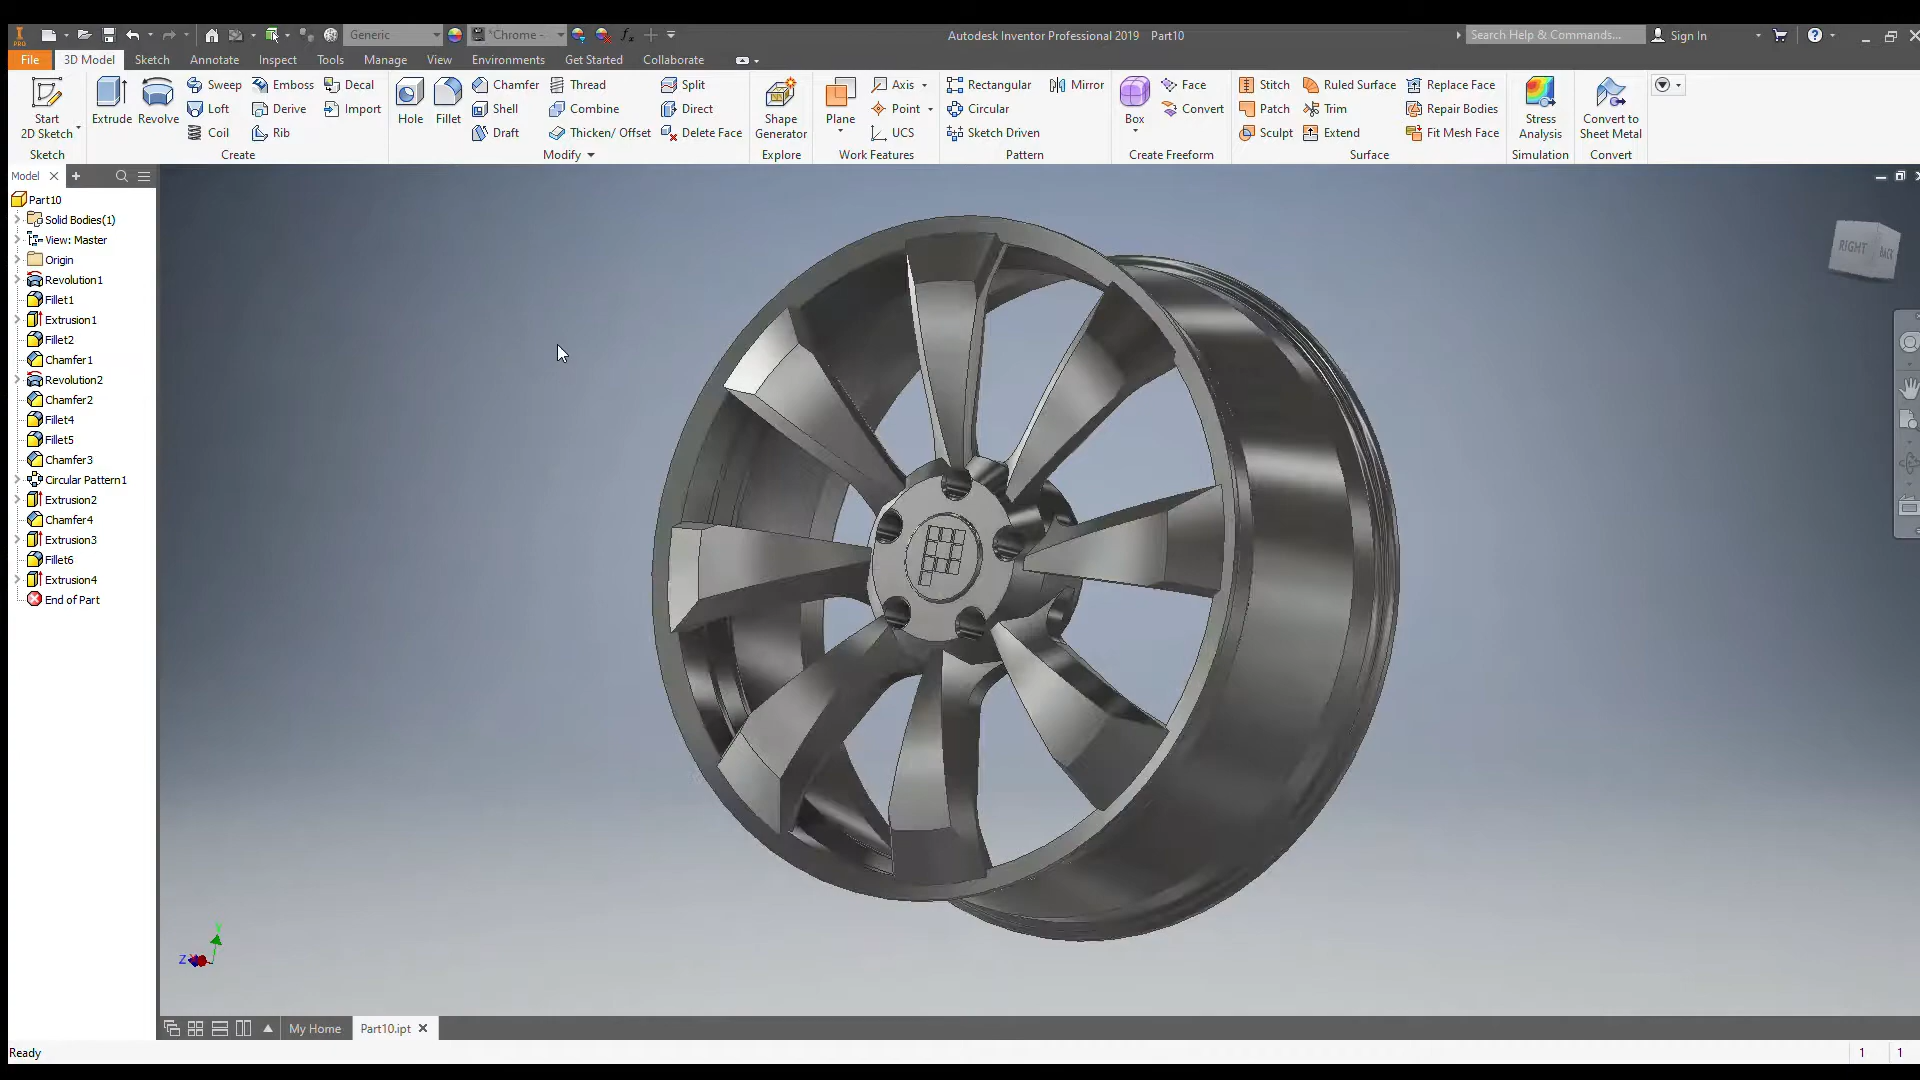 Generic
*Chrome -
Autodesk Inventor Professional 2019 Part10
Search Help & Commands...
Sign In
File 3D Model Sketch Annotate Inspect Tools Manage View Environments Get Started Collaborate
Start
2D Sketch
Sketch
Extrude
Revolve
Sweep Emboss Decal
Loft Derive Import
Coil Rib
Create
Hole
Fillet
Chamfer Thread Split
Shell Combine Direct
Draft Thicken/ Offset Delete Face
Modify
Shape
Generator
Explore
Plane
Axis
Point
UCS
Work Features
Rectangular Mirror
Circular
Sketch Driven
Pattern
Box
Face
Convert
Create Freeform
Stitch Ruled Surface Replace Face
Patch Trim Repair Bodies
Sculpt Extend Fit Mesh Face
Surface
Stress
Analysis
Simulation
Convert to
Sheet Metal
Convert
Model
Part10
Solid Bodies(1)
View: Master
Origin
Revolution1
Fillet1
Extrusion1
Fillet2
Chamfer1
Revolution2
Chamfer2
Fillet4
Fillet5
Chamfer3
Circular Pattern1
Extrusion2
Chamfer4
Extrusion3
Fillet6
Extrusion4
End of Part
RIGHT BACK
Y
Z
My Home Part10.ipt
Ready
1 1